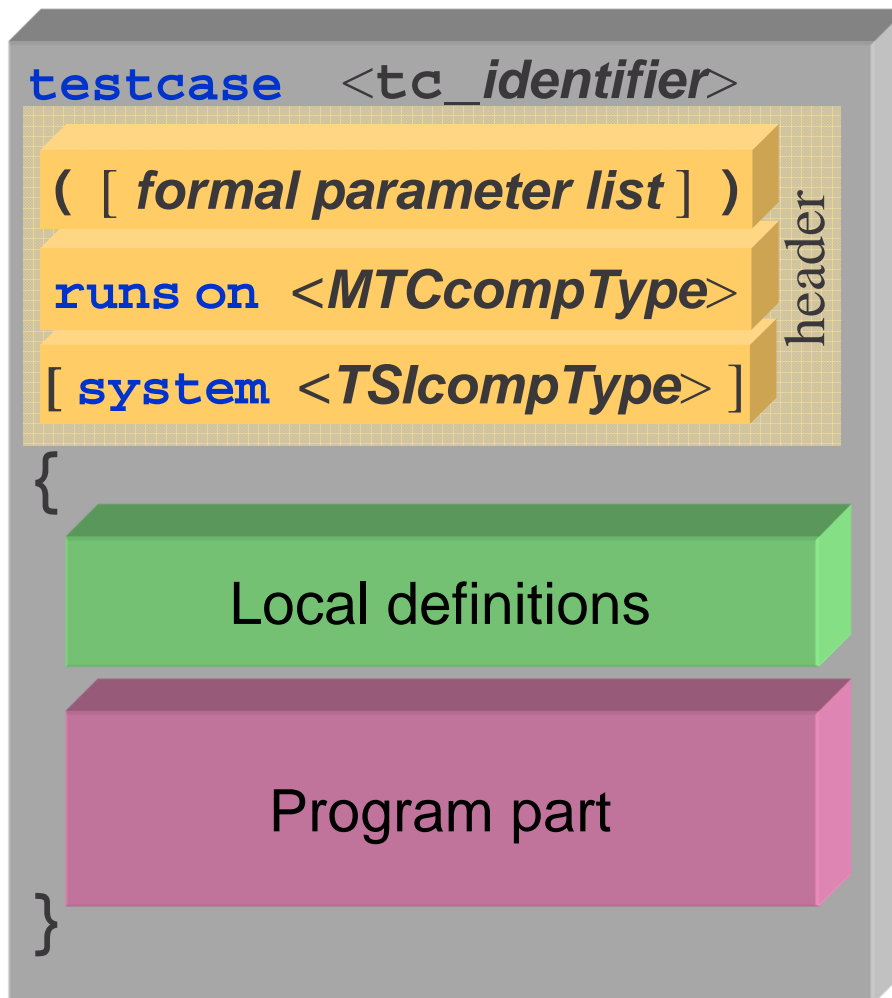 testcase <tc_identifier>
( [ formal parameter list ] )
runs on <MTCcompType>
[ system <TSIcompType> ]
header
{
Local definitions
Program part
}